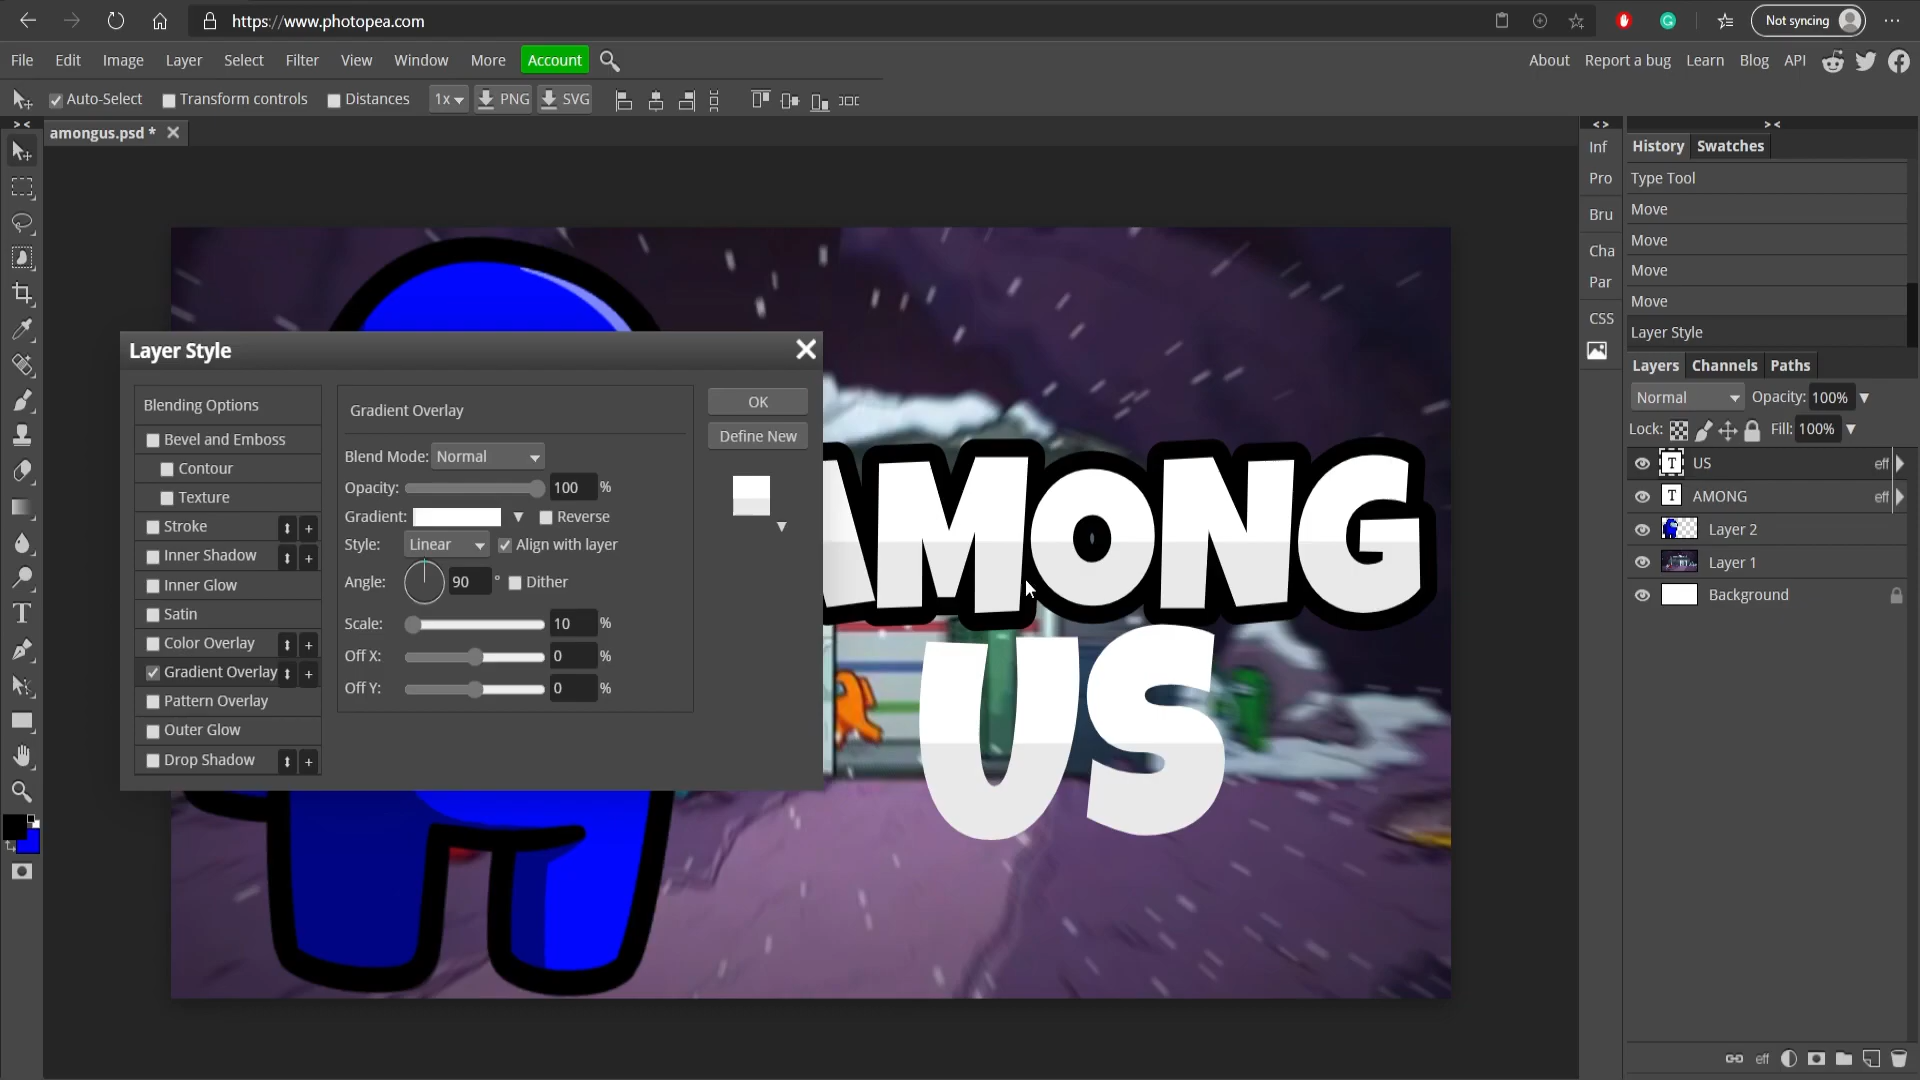 https://www.photopea.com
Not syncing
File Edit Image Layer Select Filter View Window More Account
About Report a bug Learn Blog API
Auto-Select Transform controls Distances 1x PNG SVG
amongus.psd *
Inf
Pro
Bru
Cha
Par
CSS
History Swatches
Type Tool
Move
Move
Move
Move
Layer Style
Layers Channels Paths
Normal Opacity: 100%
Lock: Fill: 100%
T US eff
T AMONG eff
Layer 2
Layer 1
Background
eff
Layer Style
Blending Options
Bevel and Emboss
Contour
Texture
Stroke
Inner Shadow
Inner Glow
Satin
Color Overlay
Gradient Overlay
Pattern Overlay
Outer Glow
Drop Shadow
Gradient Overlay
Blend Mode: Normal
Opacity: 100 %
Gradient: Reverse
Style: Linear Align with layer
Angle: 90 ° Dither
Scale: 10 %
Off X: 0 %
Off Y: 0 %
OK
Define New
AMONG
US